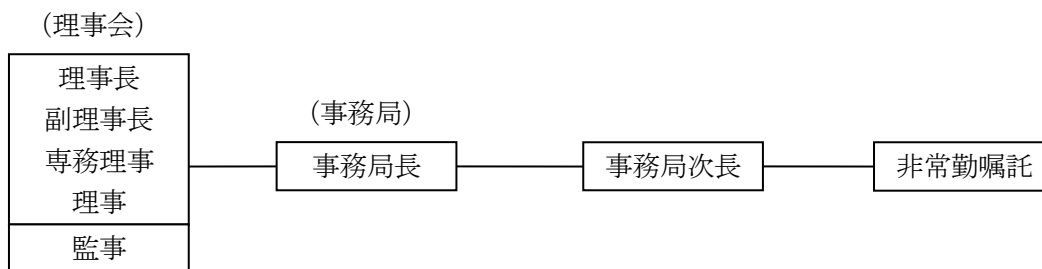 （理事会）
理事長
副理事長
専務理事
理事
監事
（事務局）
事務局長
事務局次長
非常勤嘱託